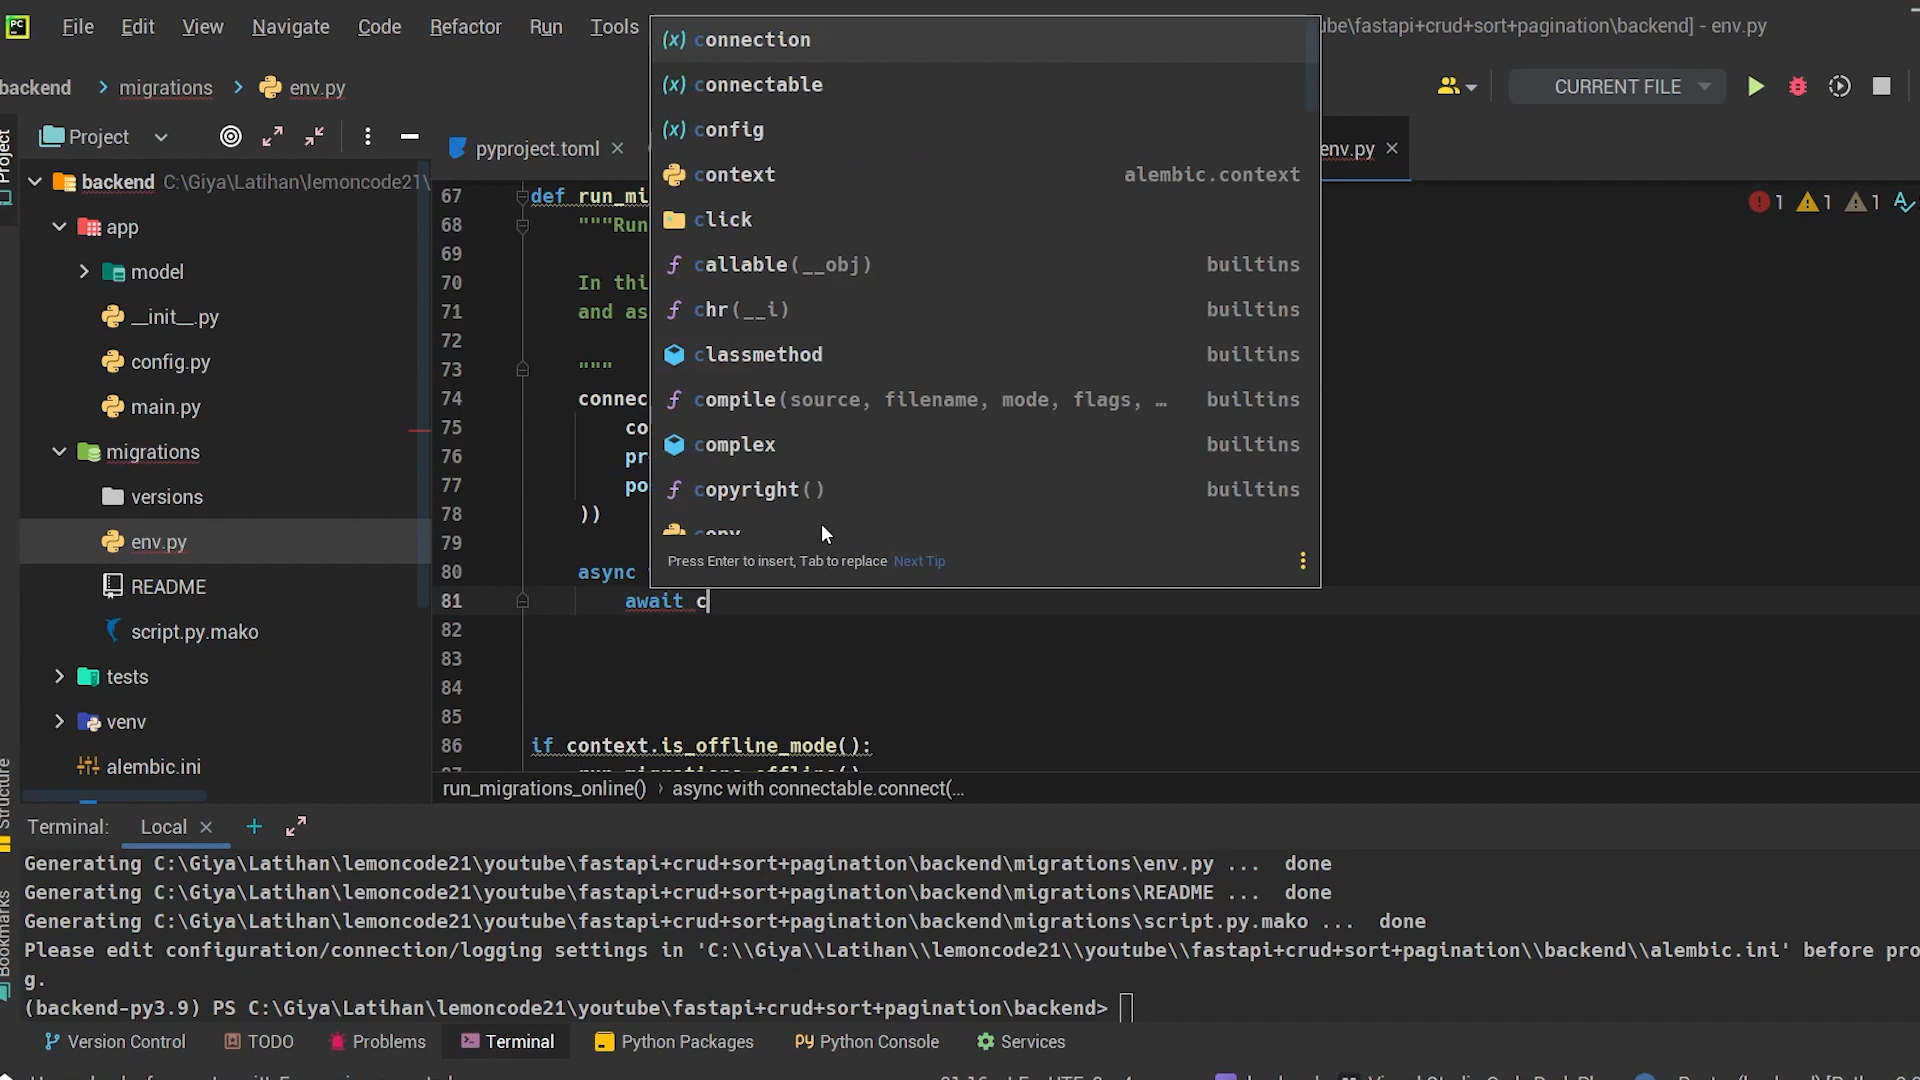 PC File Edit View Navigate Code Refactor Run Tools
ube\fastapi+crud+sort+pagination\backend] - env.py
backend migrations env.py
CURRENT FILE
Project
Project
pyproject.toml
env.py
backend C:\Giya\Latihan\lemoncode21\
app
model
__init__.py
config.py
main.py
migrations
versions
env.py
README
script.py.mako
tests
venv
alembic.ini
(x) connection
(x) connectable
(x) config
context alembic.context
click
f callable(__obj) builtins
f chr(__i) builtins
classmethod builtins
f compile(source, filename, mode, flags, … builtins
complex builtins
f copyright() builtins
copy
Press Enter to insert, Tab to replace Next Tip
1 1 1
67 def run_mi
68 """Run
69
70 In thi
71 and as
72
73 """
74 connec
75 co
76 pr
77 po
78 ))
79
80 async
81 await c
82
83
84
85
86 if context.is_offline_mode():
run_migrations_offline()
run_migrations_online() › async with connectable.connect(...
Structure
Bookmarks
Terminal: Local
Generating C:\Giya\Latihan\lemoncode21\youtube\fastapi+crud+sort+pagination\backend\migrations\env.py ... done
Generating C:\Giya\Latihan\lemoncode21\youtube\fastapi+crud+sort+pagination\backend\migrations\README ... done
Generating C:\Giya\Latihan\lemoncode21\youtube\fastapi+crud+sort+pagination\backend\migrations\script.py.mako ... done
Please edit configuration/connection/logging settings in 'C:\\Giya\\Latihan\\lemoncode21\\youtube\\fastapi+crud+sort+pagination\\backend\\alembic.ini' before pro
g.
(backend-py3.9) PS C:\Giya\Latihan\lemoncode21\youtube\fastapi+crud+sort+pagination\backend>
Version Control TODO Problems Terminal Python Packages Python Console Services